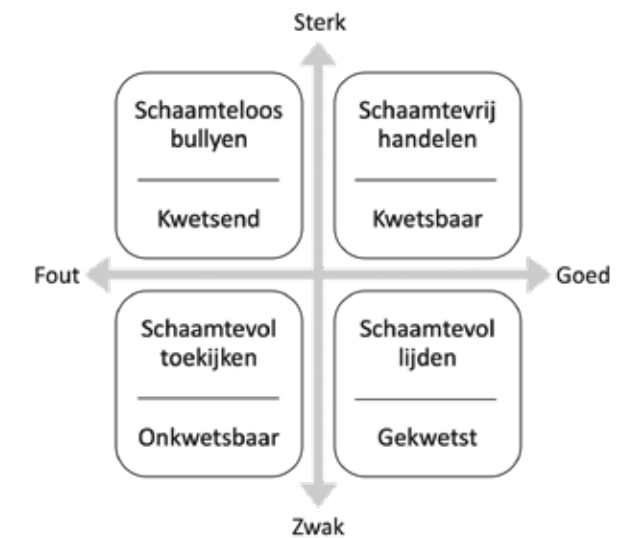 Sterk
Schaamteloos
bullyen
Kwetsend
Schaamtevrij
handelen
Kwetsbaar
Fout
Goed
Schaamtevol
toekijken
Onkwetsbaar
Schaamtevol
lijden
Gekwetst
Zwak